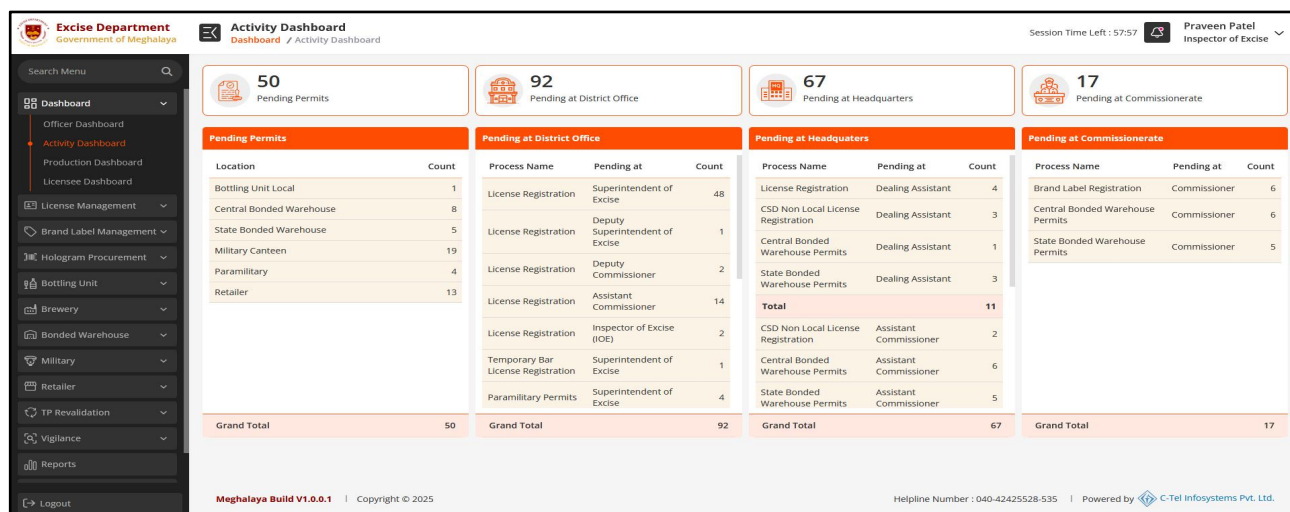 Excise Department
Government of Meghalaya
Activity Dashboard
Dashboard / Activity Dashboard
Session Time Left : 57:57
Praveen Patel
Inspector of Excise
Search Menu
Dashboard
Officer Dashboard
Activity Dashboard
Production Dashboard
Licensee Dashboard
License Management
Brand Label Management
Hologram Procurement
Bottling Unit
Brewery
Bonded Warehouse
Military
Retailer
TP Revalidation
Vigilance
Reports
Logout
50
Pending Permits
92
Pending at District Office
67
Pending at Headquarters
17
Pending at Commissionerate
Pending Permits
Location Count
Bottling Unit Local 1
Central Bonded Warehouse 8
State Bonded Warehouse 5
Military Canteen 19
Paramilitary 4
Retailer 13
Grand Total 50
Pending at District Office
Process Name Pending at Count
License Registration Superintendent of
Excise 48
License Registration Deputy
Superintendent of
Excise 1
License Registration Deputy
Commissioner 2
License Registration Assistant
Commissioner 14
License Registration Inspector of Excise
(IOE) 2
Temporary Bar
License Registration Superintendent of
Excise 1
Paramilitary Permits Superintendent of
Excise 4
Grand Total 92
Pending at Headquaters
Process Name Pending at Count
License Registration Dealing Assistant 4
CSD Non Local License
Registration Dealing Assistant 3
Central Bonded
Warehouse Permits Dealing Assistant 1
State Bonded
Warehouse Permits Dealing Assistant 3
Total 11
CSD Non Local License
Registration Assistant
Commissioner 2
Central Bonded
Warehouse Permits Assistant
Commissioner 6
State Bonded
Warehouse Permits Assistant
Commissioner 5
Grand Total 67
Pending at Commissionerate
Process Name Pending at Count
Brand Label Registration Commissioner 6
Central Bonded Warehouse
Permits Commissioner 6
State Bonded Warehouse
Permits Commissioner 5
Grand Total 17
Meghalaya Build V1.0.0.1 | Copyright © 2025
Helpline Number : 040-42425528-535 | Powered by C-Tel Infosystems Pvt. Ltd.